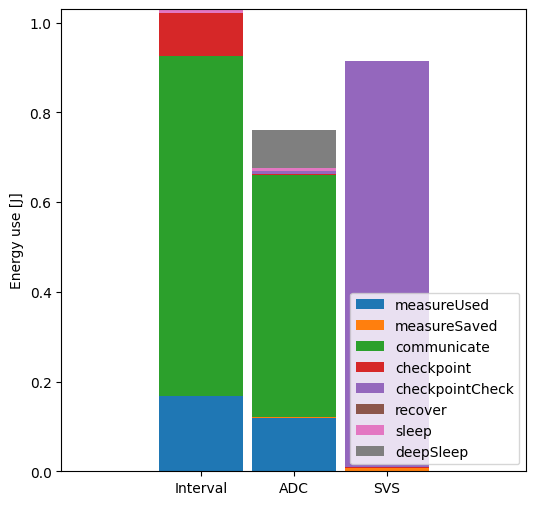 1.0
0.8
0.6
0.4
0.2
0.0
Energy use [J]
Interval
ADC
SVS
measureUsed
measureSaved
communicate
checkpoint
checkpointCheck
recover
sleep
deepSleep